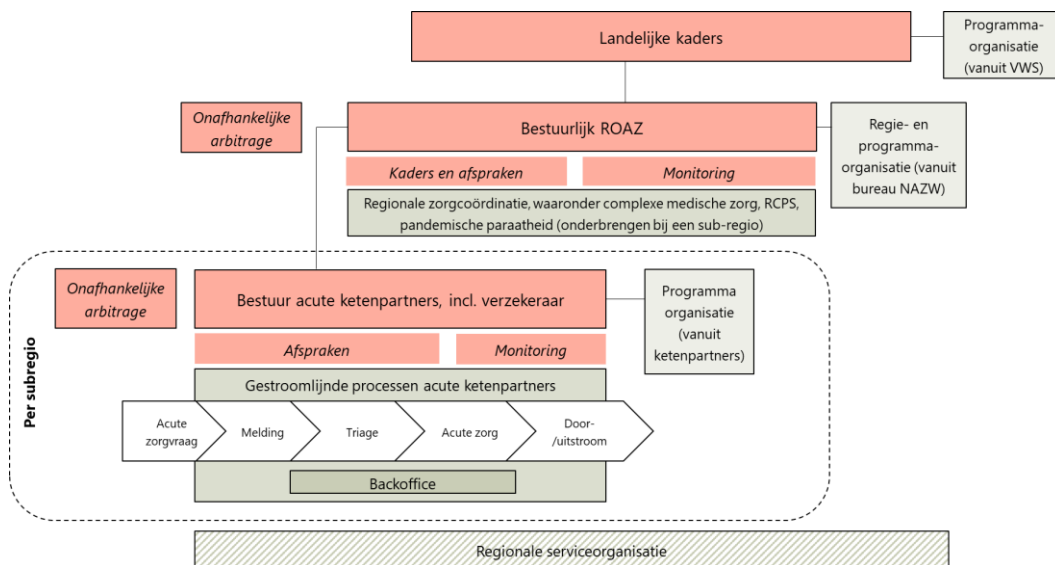 Landelijke kaders
Programma-
organisatie
(vanuit VWS)
Onafhankelijke
arbitrage
Bestuurlijk ROAZ
Regie- en
programma-
organisatie (vanuit
bureau NAZW)
Kaders en afspraken
Monitoring
Regionale zorgcoördinatie, waaronder complexe medische zorg, RCPS,
pandemische paraatheid (onderbrengen bij een sub-regio)
Per subregio
Onafhankelijke
arbitrage
Bestuur acute ketenpartners, incl. verzekeraar
Programma
organisatie
(vanuit
ketenpartners)
Afspraken
Monitoring
Gestroomlijnde processen acute ketenpartners
Acute
zorgvraag
Melding
Triage
Acute zorg
Door-
/uitstroom
Backoffice
Regionale serviceorganisatie